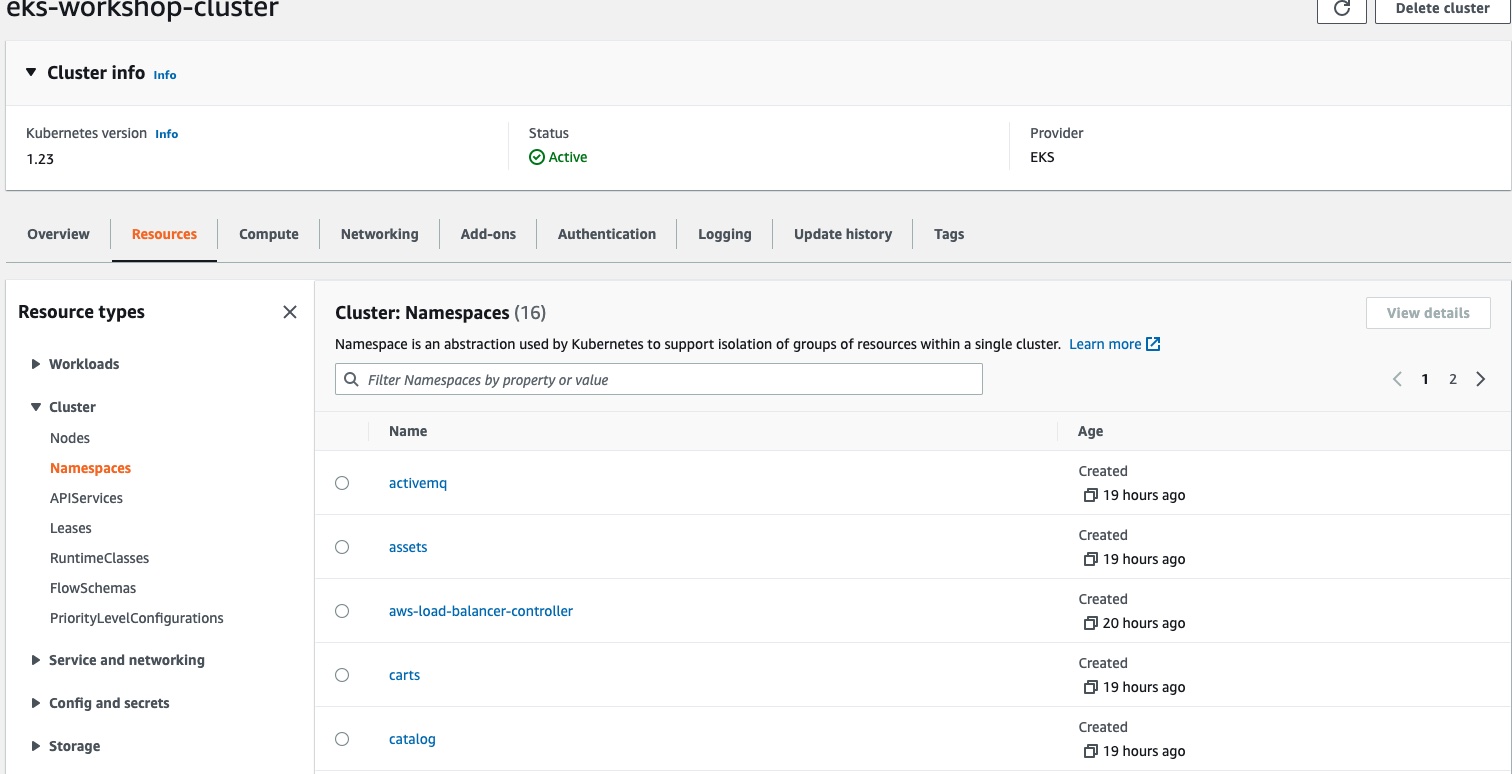 eks-workshop-cluster
Delete cluster
Cluster info Info
Kubernetes version Info
1.23
Status
Active
Provider
EKS
Overview
Resources
Compute
Networking
Add-ons
Authentication
Logging
Update history
Tags
Resource types
Workloads
Cluster
Nodes
Namespaces
APIServices
Leases
RuntimeClasses
FlowSchemas
PriorityLevelConfigurations
Service and networking
Config and secrets
Storage
Cluster: Namespaces (16)
View details
Namespace is an abstraction used by Kubernetes to support isolation of groups of resources within a single cluster. Learn more
Filter Namespaces by property or value
1 2
Name
Age
activemq
Created
19 hours ago
assets
Created
19 hours ago
aws-load-balancer-controller
Created
20 hours ago
carts
Created
19 hours ago
catalog
Created
19 hours ago